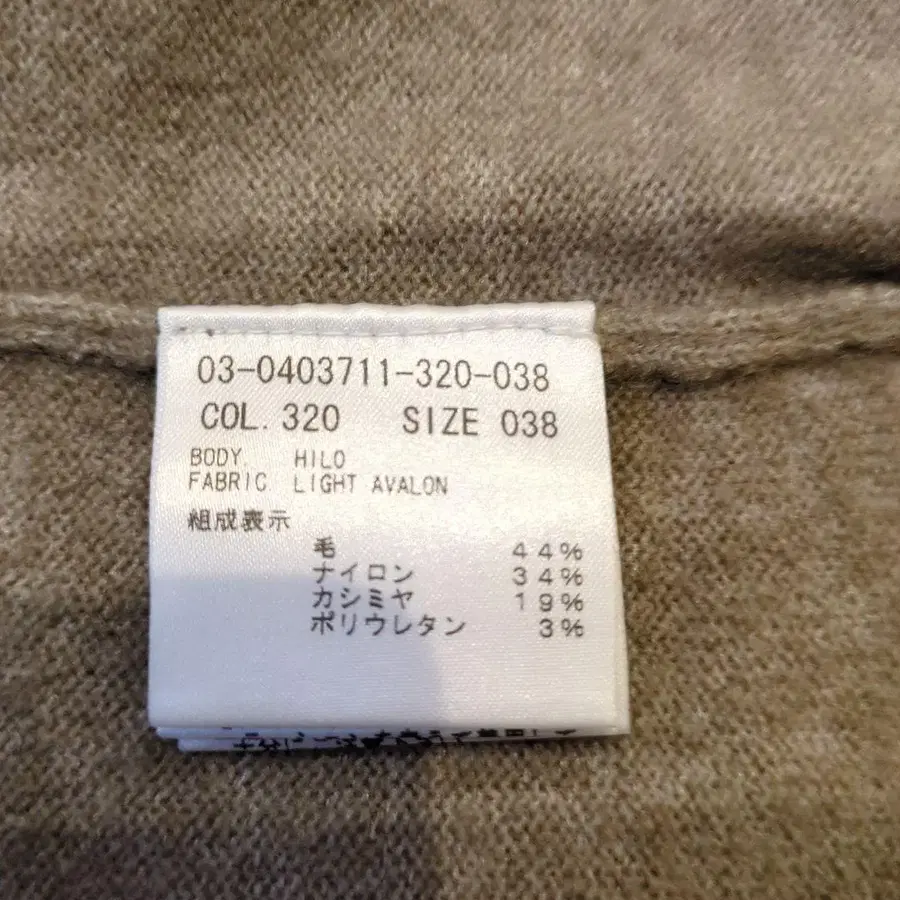 03-0403711-320-038
COL. 320 SIZE 038
BODY HILO
FABRIC LIGHT AVALON
組成表示
毛 44%
ナイロン 34%
カシミヤ 19%
ポリウレタン 3%